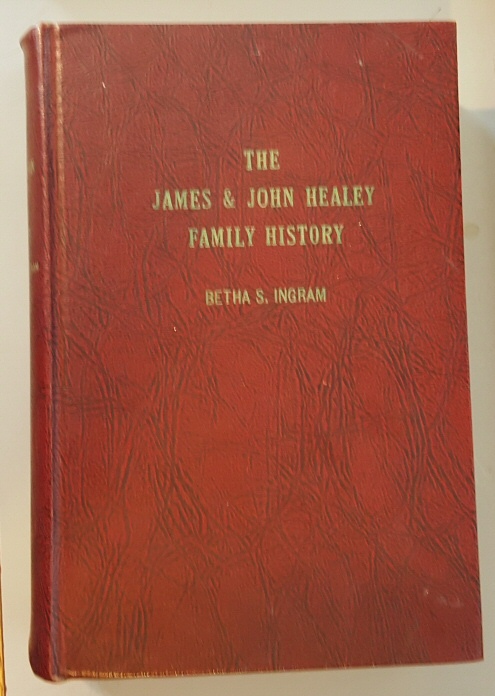 THE
JAMES & JOHN HEALEY
FAMILY HISTORY
BETHA S. INGRAM